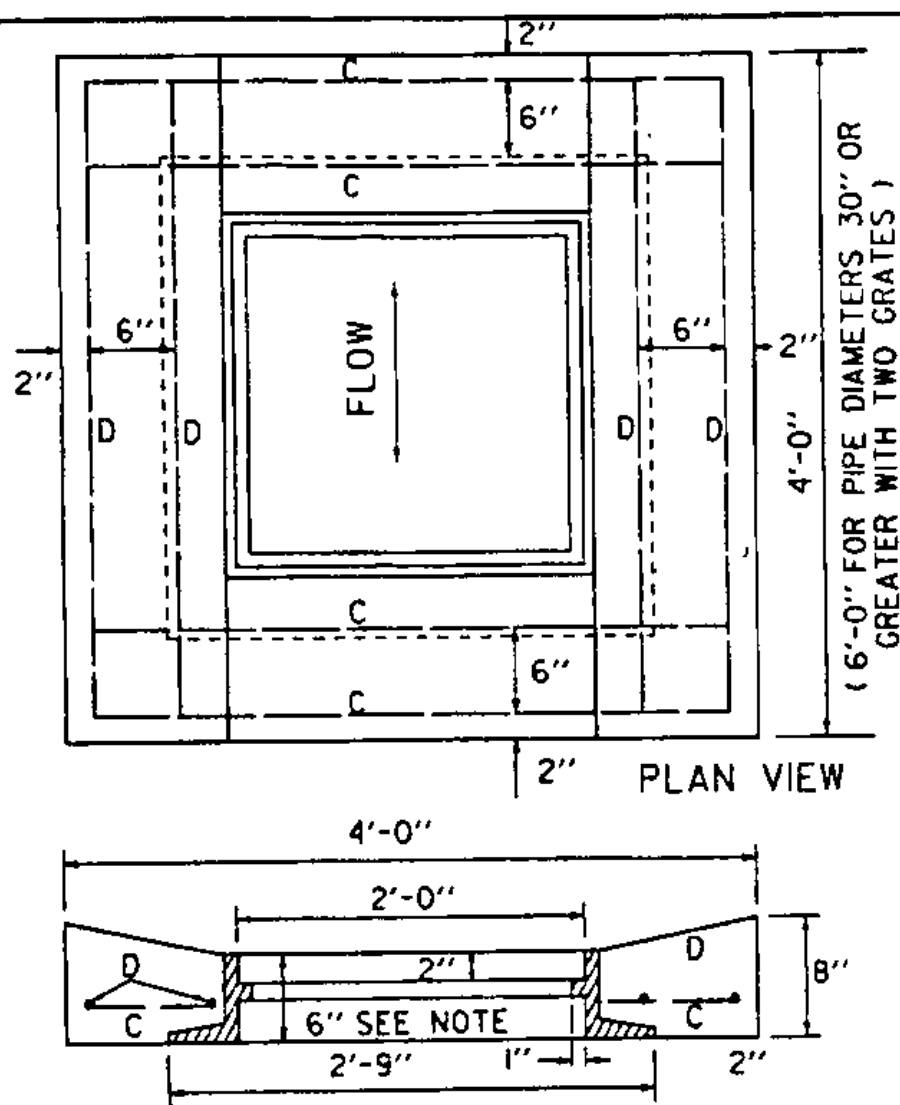 2"
C
6"
C
6"
6"
2"
2"
FLOW
D
D
D
D
4'-0"
(6'-0" FOR PIPE DIAMETERS 30" OR
GREATER WITH TWO GRATES)
C
6"
C
2"
PLAN VIEW
4'-0"
2'-0"
D
D
2"
8"
C
C
6" SEE NOTE
2'-9"
1"
2"